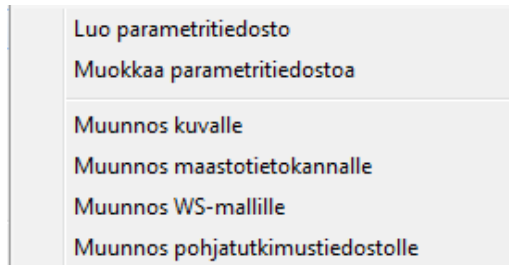 Luo parametritiedosto
Muokkaa parametritiedostoa
Muunnos kuvalle
Muunnos maastotietokannalle
Muunnos WS-mallille
Muunnos pohjatutkimustiedostolle